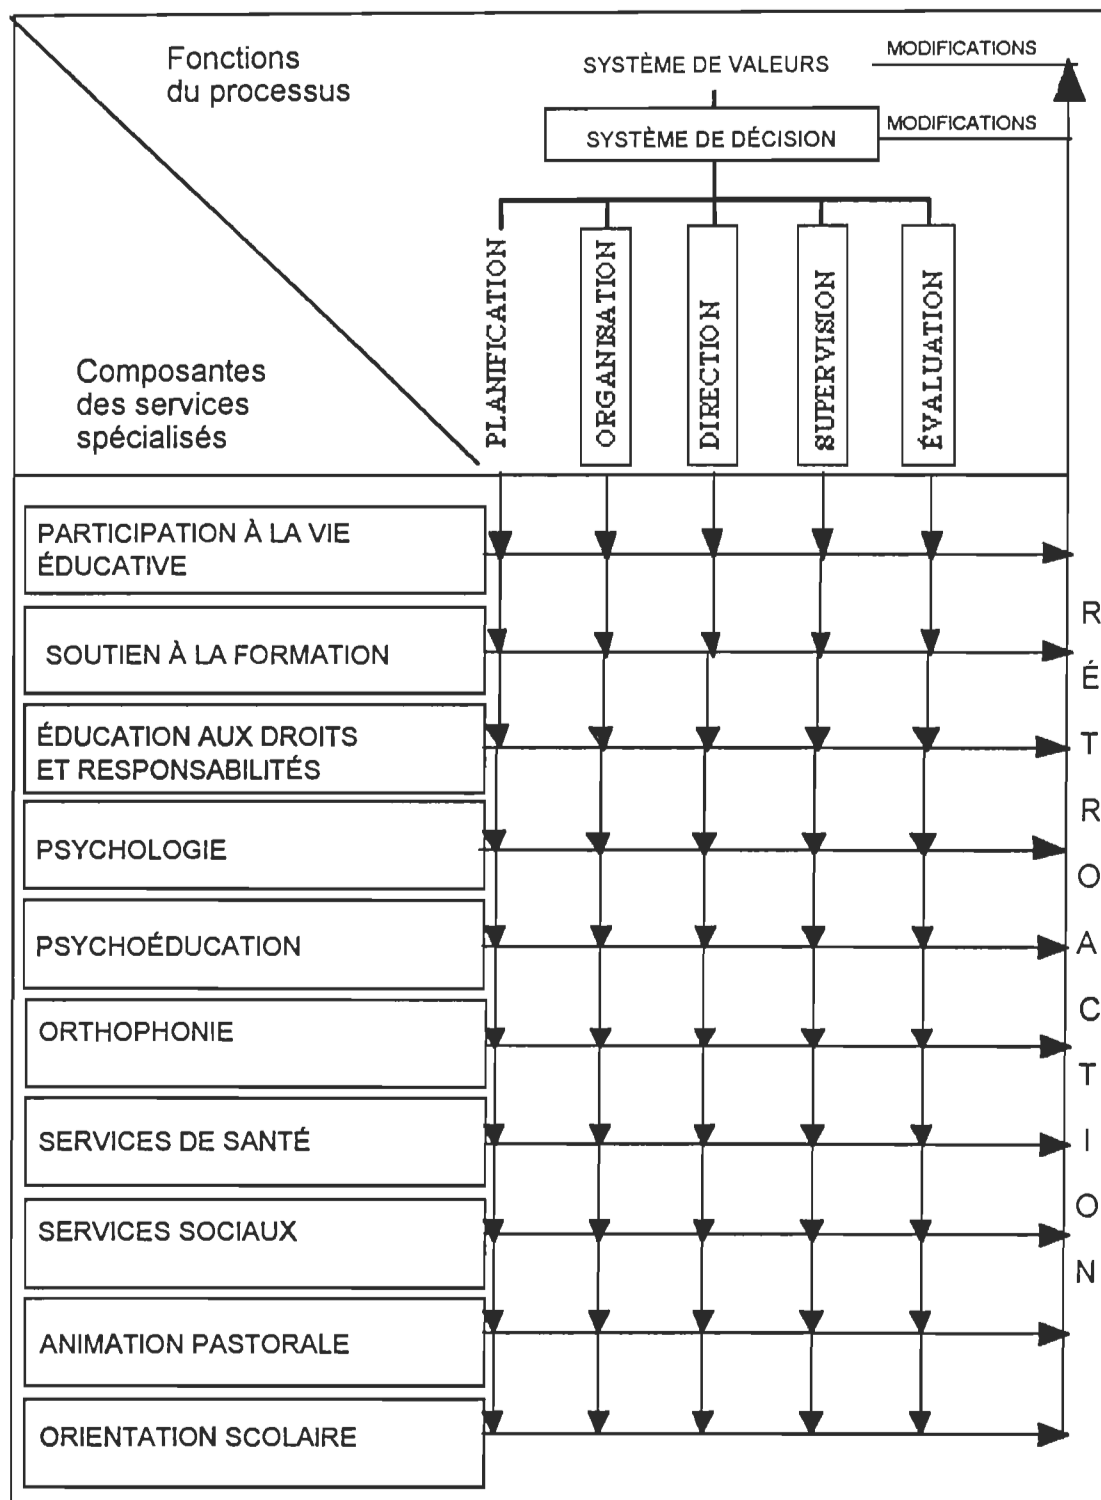 Fonctions
du processus
SYSTÈME DE VALEURS
MODIFICATIONS
SYSTÈME DE DÉCISION
MODIFICATIONS
Composantes
des services
spécialisés
PLANIFICATION
ORGANISATION
DIRECTION
SUPERVISION
ÉVALUATION
PARTICIPATION À LA VIE
ÉDUCATIVE
SOUTIEN À LA FORMATION
ÉDUCATION AUX DROITS
ET RESPONSABILITÉS
PSYCHOLOGIE
PSYCHOÉDUCATION
ORTHOPHONIE
SERVICES DE SANTÉ
SERVICES SOCIAUX
ANIMATION PASTORALE
ORIENTATION SCOLAIRE
RÉTROACTION